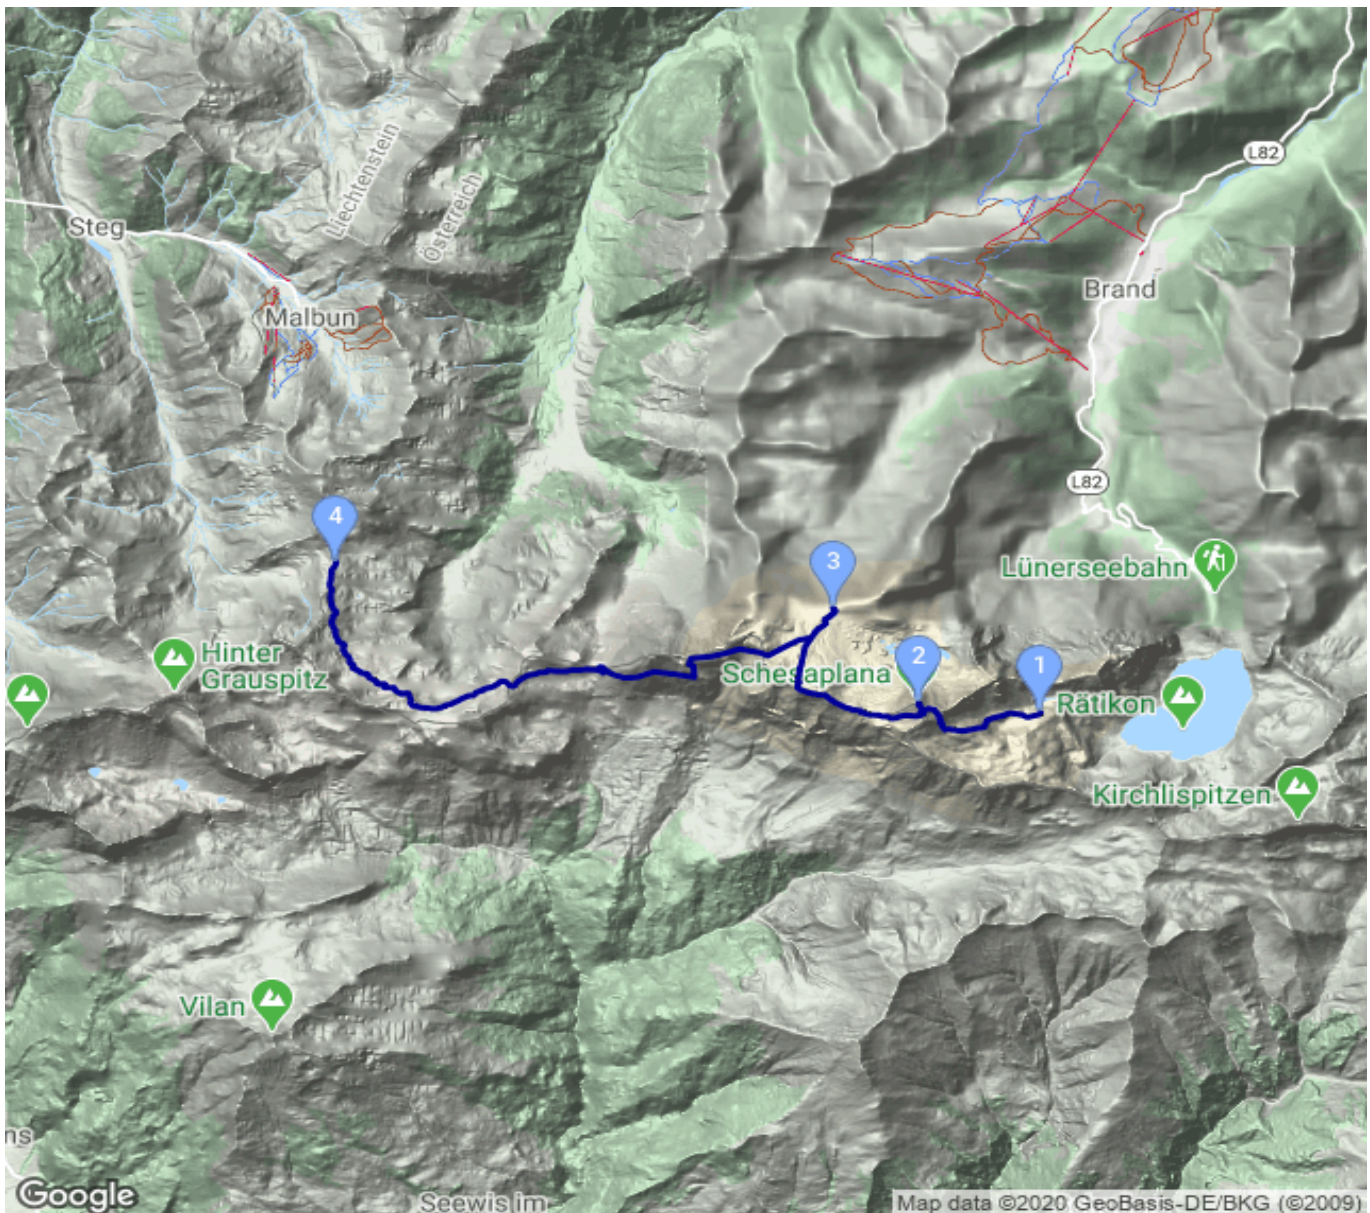 L82
Liechtenstein
Österreich
Steg
Brand
Malbun
L82
4
3
Lünerseebahn
Hinter
Grauspitz
2
1
Schesaplana
Rätikon
Kirchlispitzen
Vilan
ns
Google
Seewis im
Map data ©2020 GeoBasis-DE/BKG (©2009)